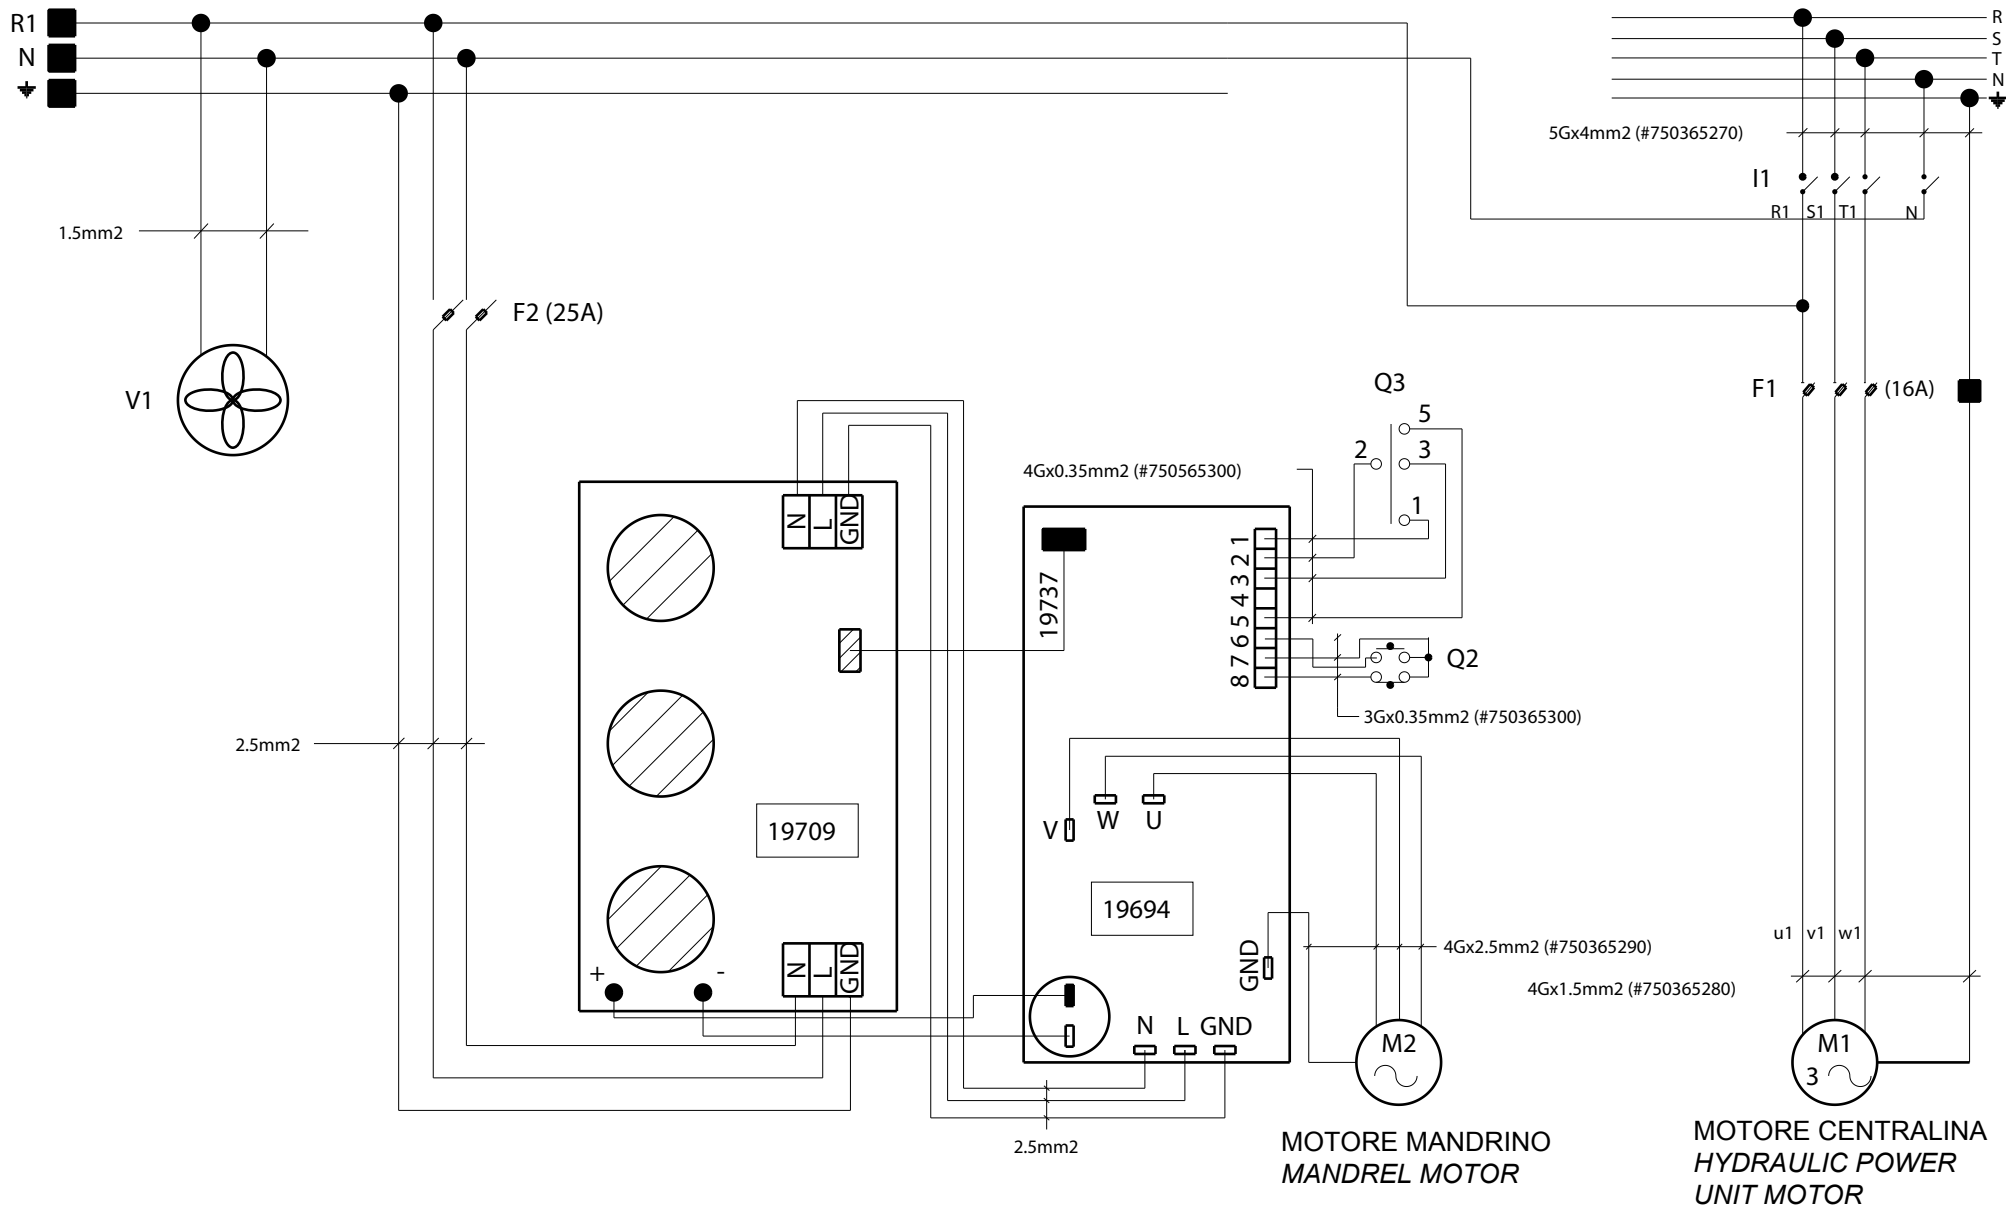 R1
N
R
S
T
N
5Gx4mm2 (#750365270)
I1
R1 S1 T1 N
1.5mm2
F2 (25A)
V1
F1 (16A)
Q3
5
2 3
1
4Gx0.35mm2 (#750565300)
N L GND
19737
1 2 3 4 5 6 7 8
Q2
3Gx0.35mm2 (#750365300)
2.5mm2
19709
V W U
19694
GND
u1 v1 w1
4Gx2.5mm2 (#750365290)
4Gx1.5mm2 (#750365280)
+ -
N L GND
N L GND
M2
M1
3
2.5mm2
MOTORE MANDRINO
MANDREL MOTOR
MOTORE CENTRALINA
HYDRAULIC POWER
UNIT MOTOR